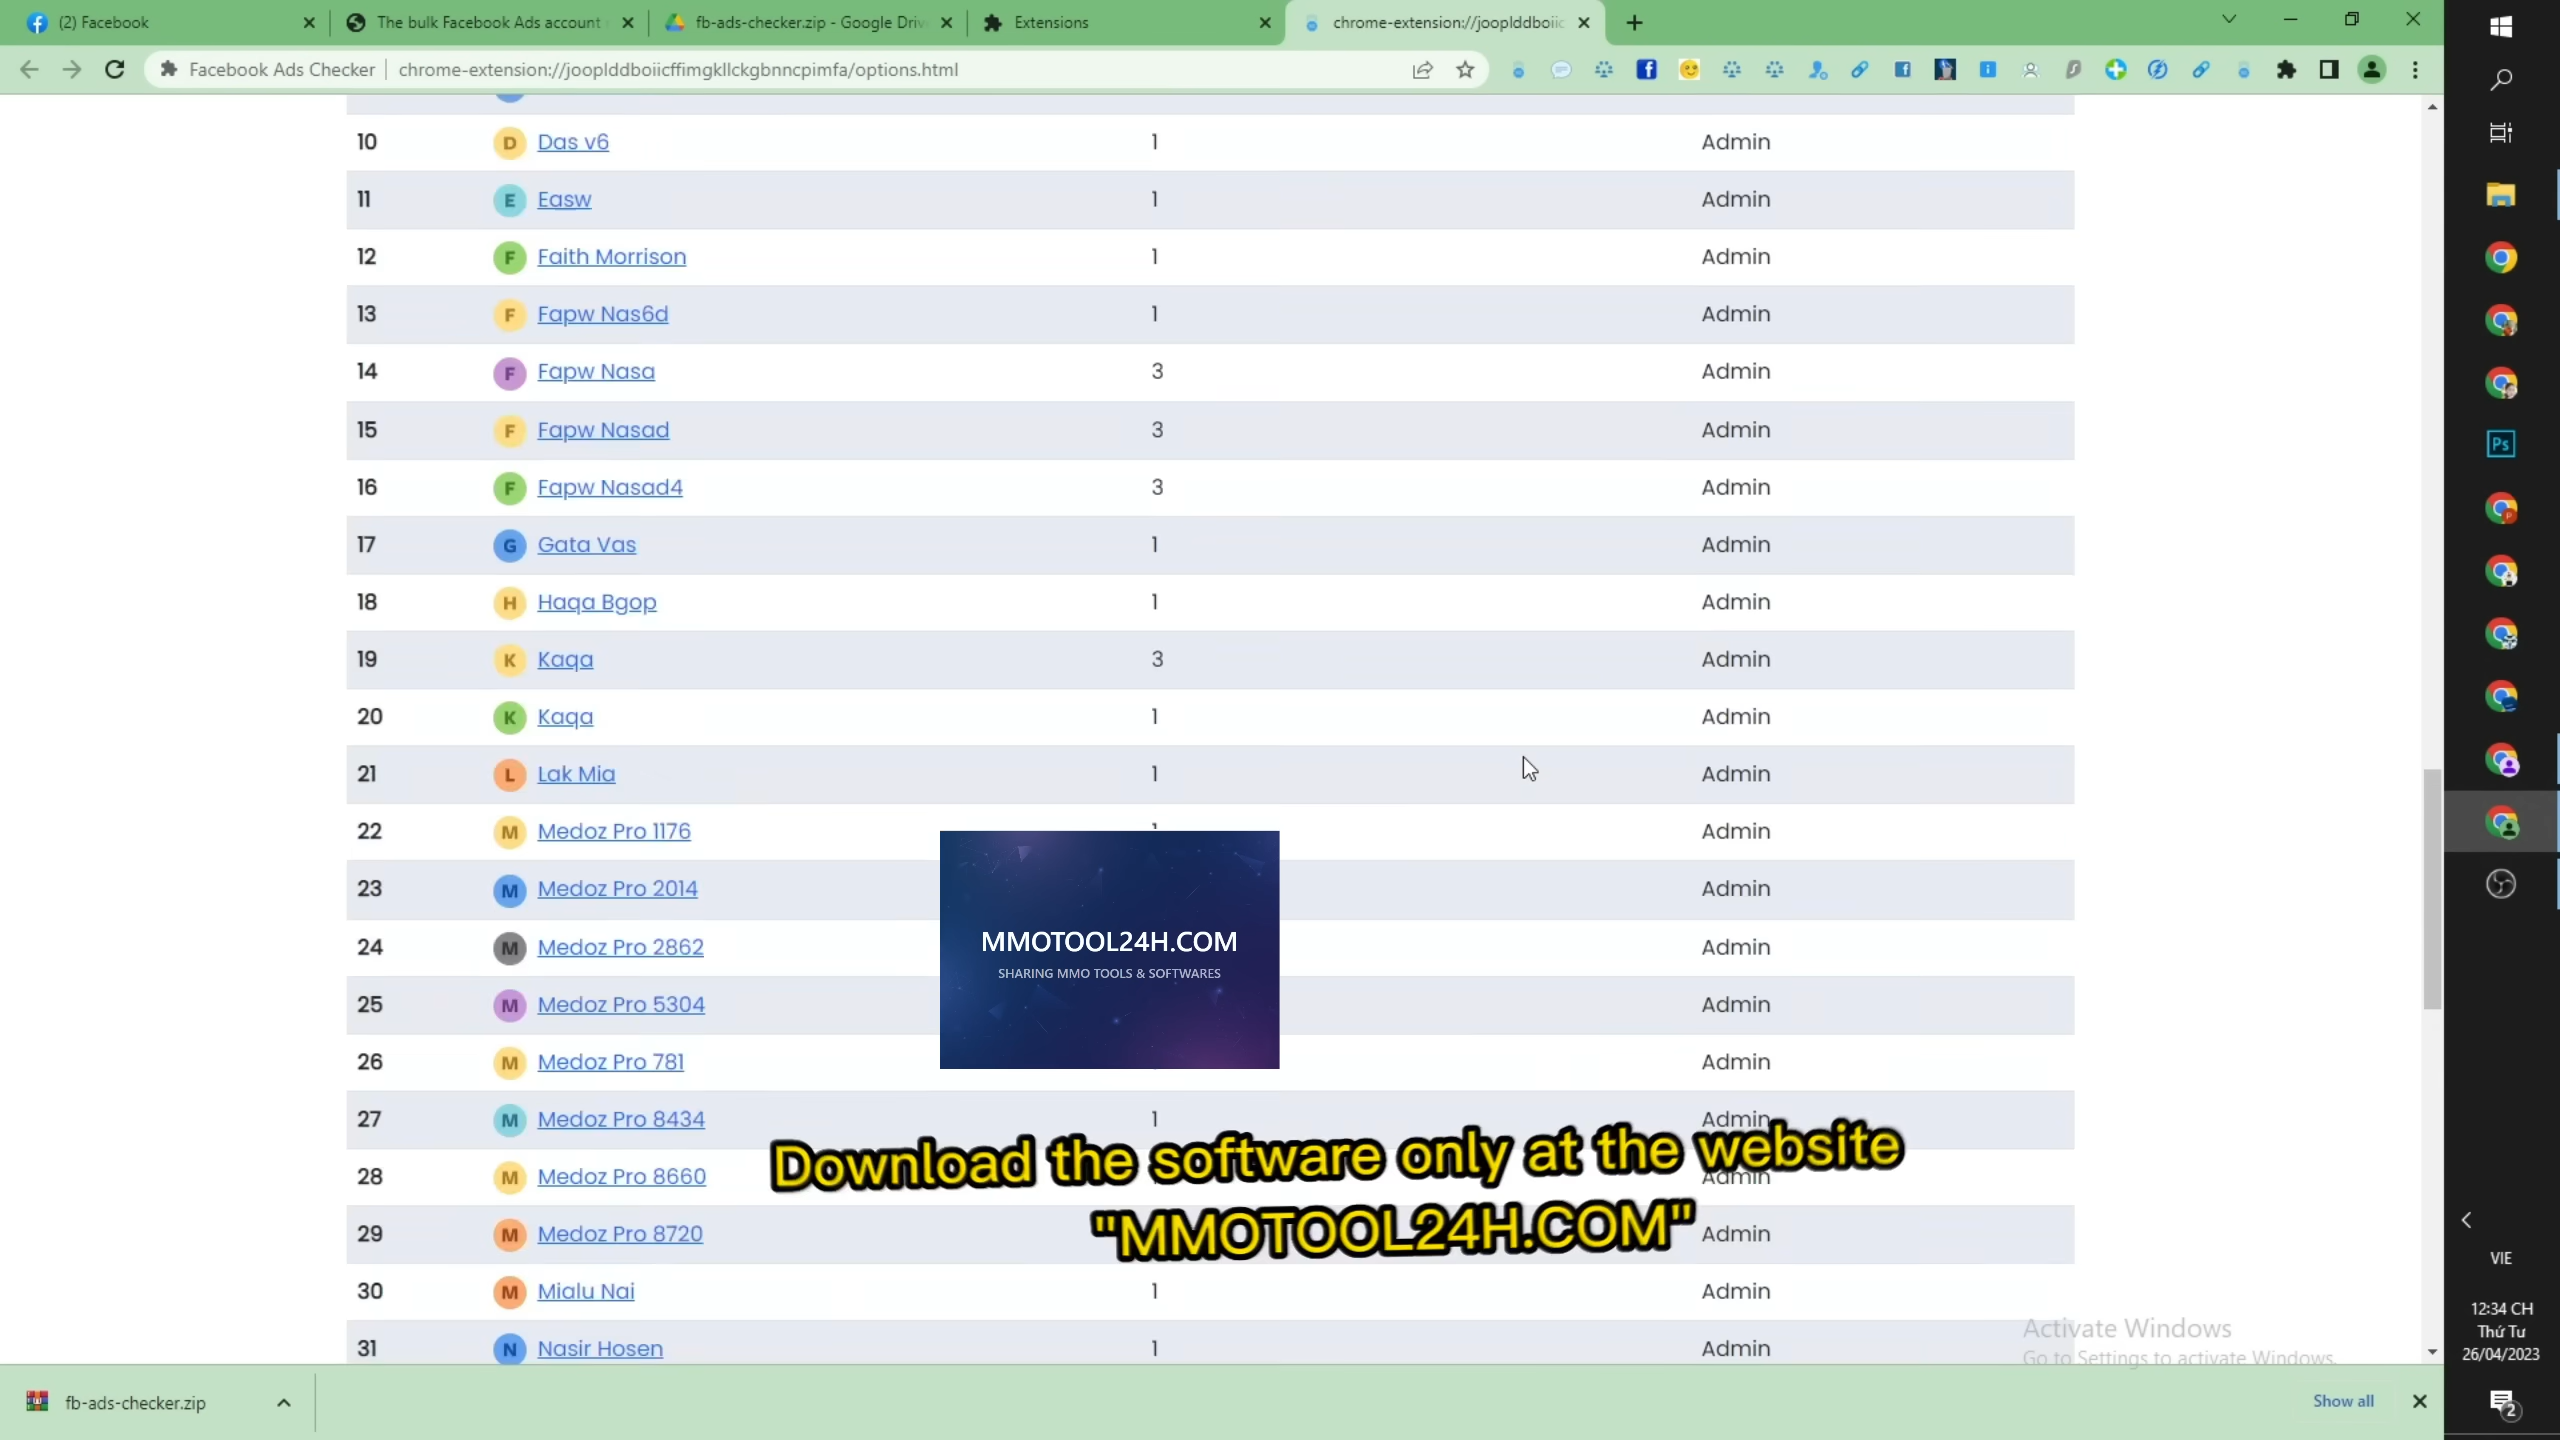 (2) Facebook
The bulk Facebook Ads account
fb-ads-checker.zip - Google Driv
Extensions
chrome-extension://jooplddboiic
Facebook Ads Checker
chrome-extension://jooplddboiicffimgkllckgbnncpimfa/options.html
10 D Das v6 1 Admin
11 E Easw 1 Admin
12 F Faith Morrison 1 Admin
13 F Fapw Nas6d 1 Admin
14 F Fapw Nasa 3 Admin
15 F Fapw Nasad 3 Admin
16 F Fapw Nasad4 3 Admin
17 G Gata Vas 1 Admin
18 H Haqa Bgop 1 Admin
19 K Kaqa 3 Admin
20 K Kaqa 1 Admin
21 L Lak Mia 1 Admin
22 M Medoz Pro 1176 Admin
23 M Medoz Pro 2014 Admin
24 M Medoz Pro 2862 Admin
25 M Medoz Pro 5304 Admin
26 M Medoz Pro 781 Admin
27 M Medoz Pro 8434 1 Admin
28 M Medoz Pro 8660 Admin
29 M Medoz Pro 8720 Admin
30 M Mialu Nai 1 Admin
31 N Nasir Hosen 1 Admin
MMOTOOL24H.COM
SHARING MMO TOOLS & SOFTWARES
Download the software only at the website
"MMOTOOL24H.COM"
Activate Windows
Go to Settings to activate Windows.
fb-ads-checker.zip
Show all
Ps
VIE
12:34 CH
Thứ Tư
26/04/2023
2